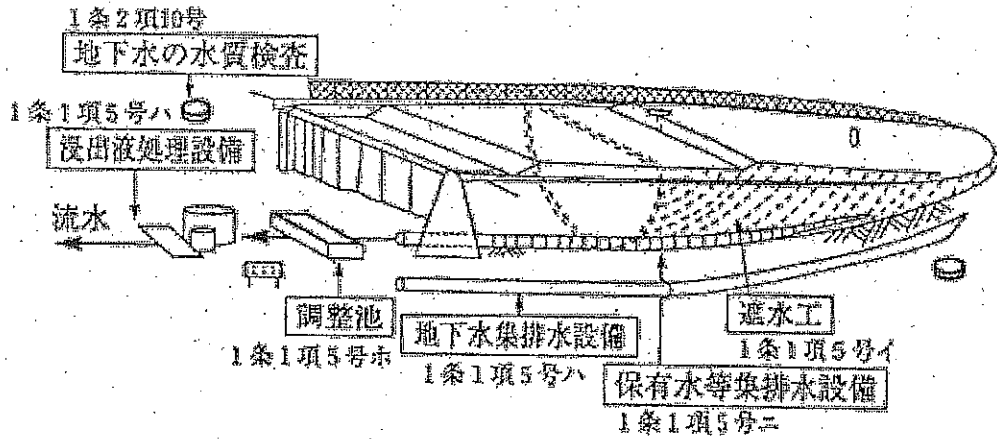 1条2項10号
地下水の水質検査
1条1項5号ハ
浸出液処理設備
流水
調整池
1条1項5号ホ
地下水集排水設備
1条1項5号ハ
遮水工
1条1項5号イ
保有水等集排水設備
1条1項5号ニ